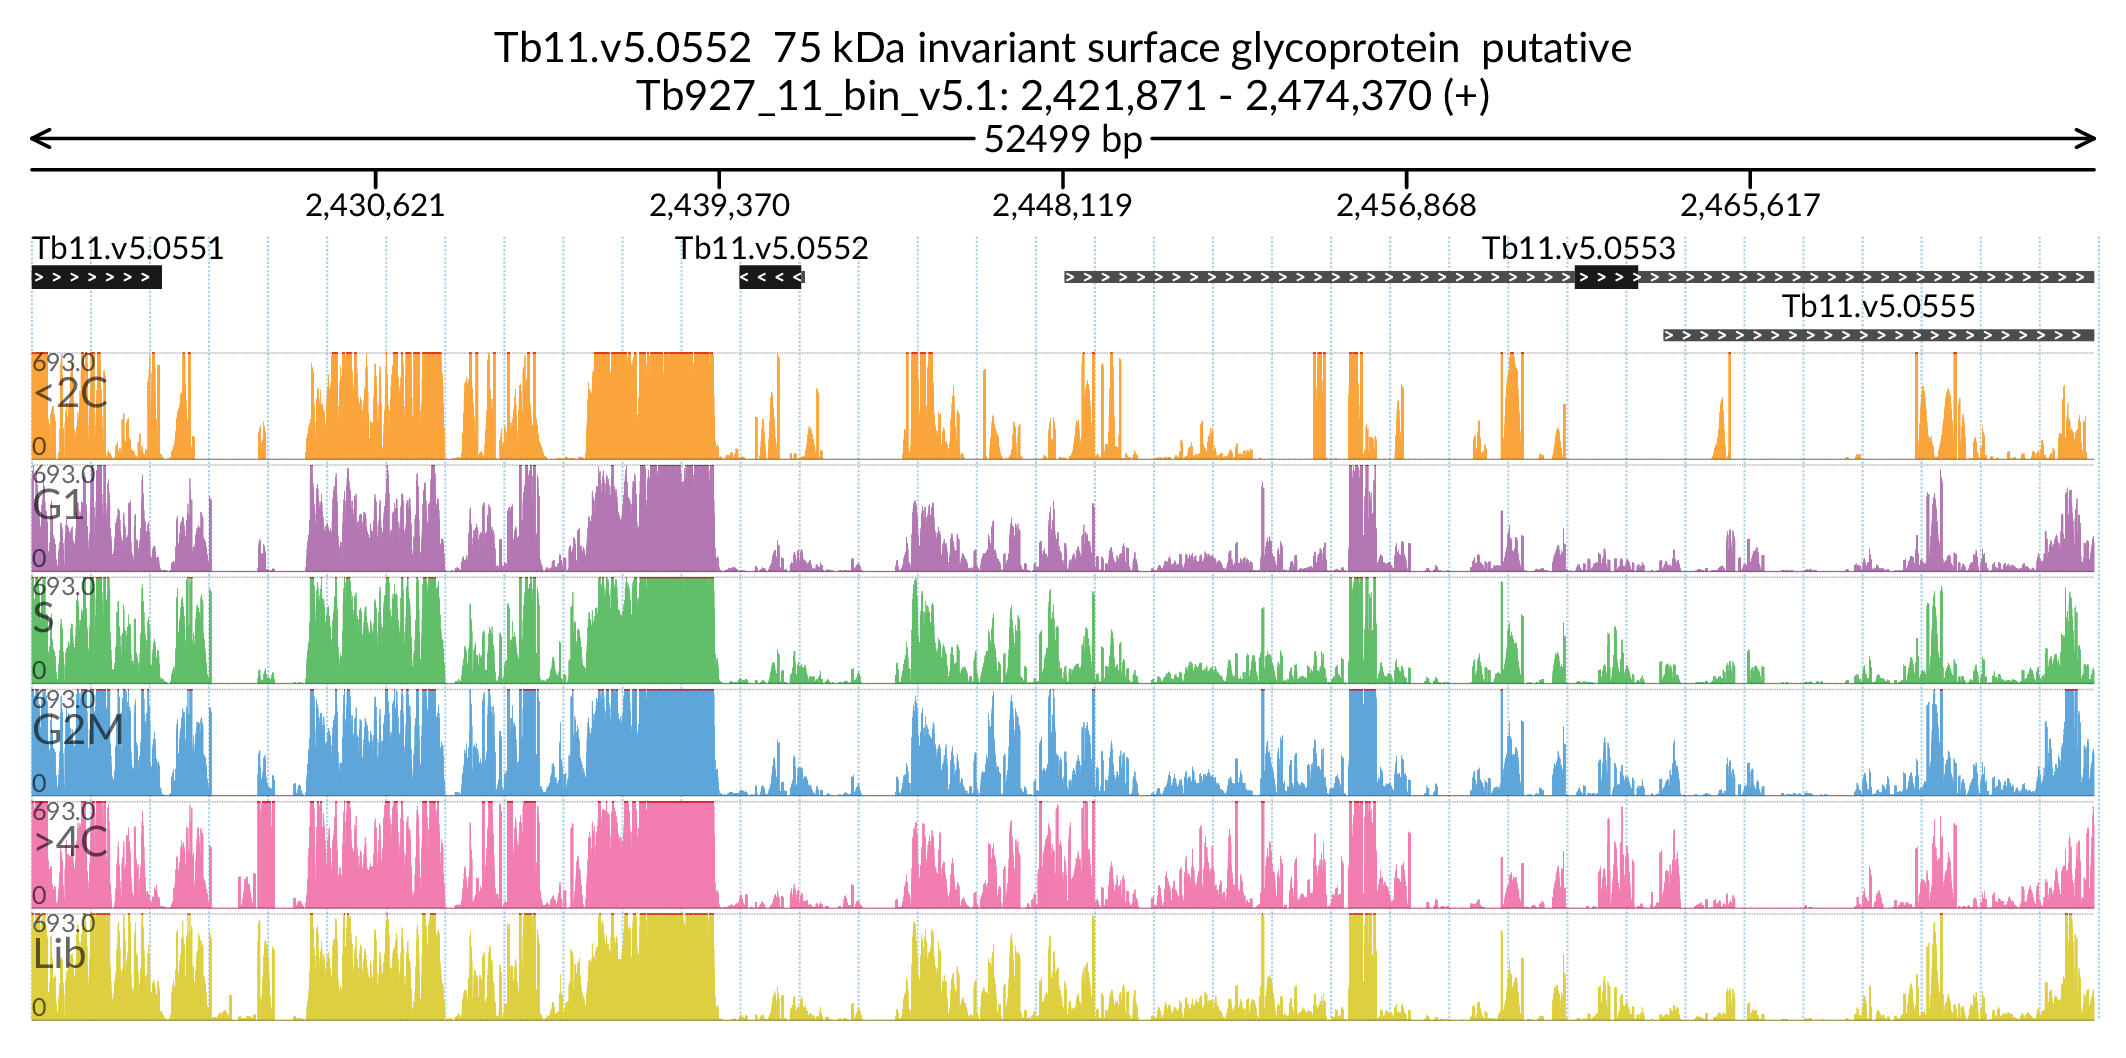 Tb11.v5.0552  75 kDa invariant surface glycoprotein  putative
Tb927_11_bin_v5.1: 2,421,871 - 2,474,370 (+)
52499 bp
2,430,621 2,439,370 2,448,119 2,456,868 2,465,617
Tb11.v5.0551 Tb11.v5.0552 Tb11.v5.0553
Tb11.v5.0555
693.0
<2C
0
693.0
G1
0
693.0
S
0
693.0
G2M
0
693.0
>4C
0
693.0
Lib
0